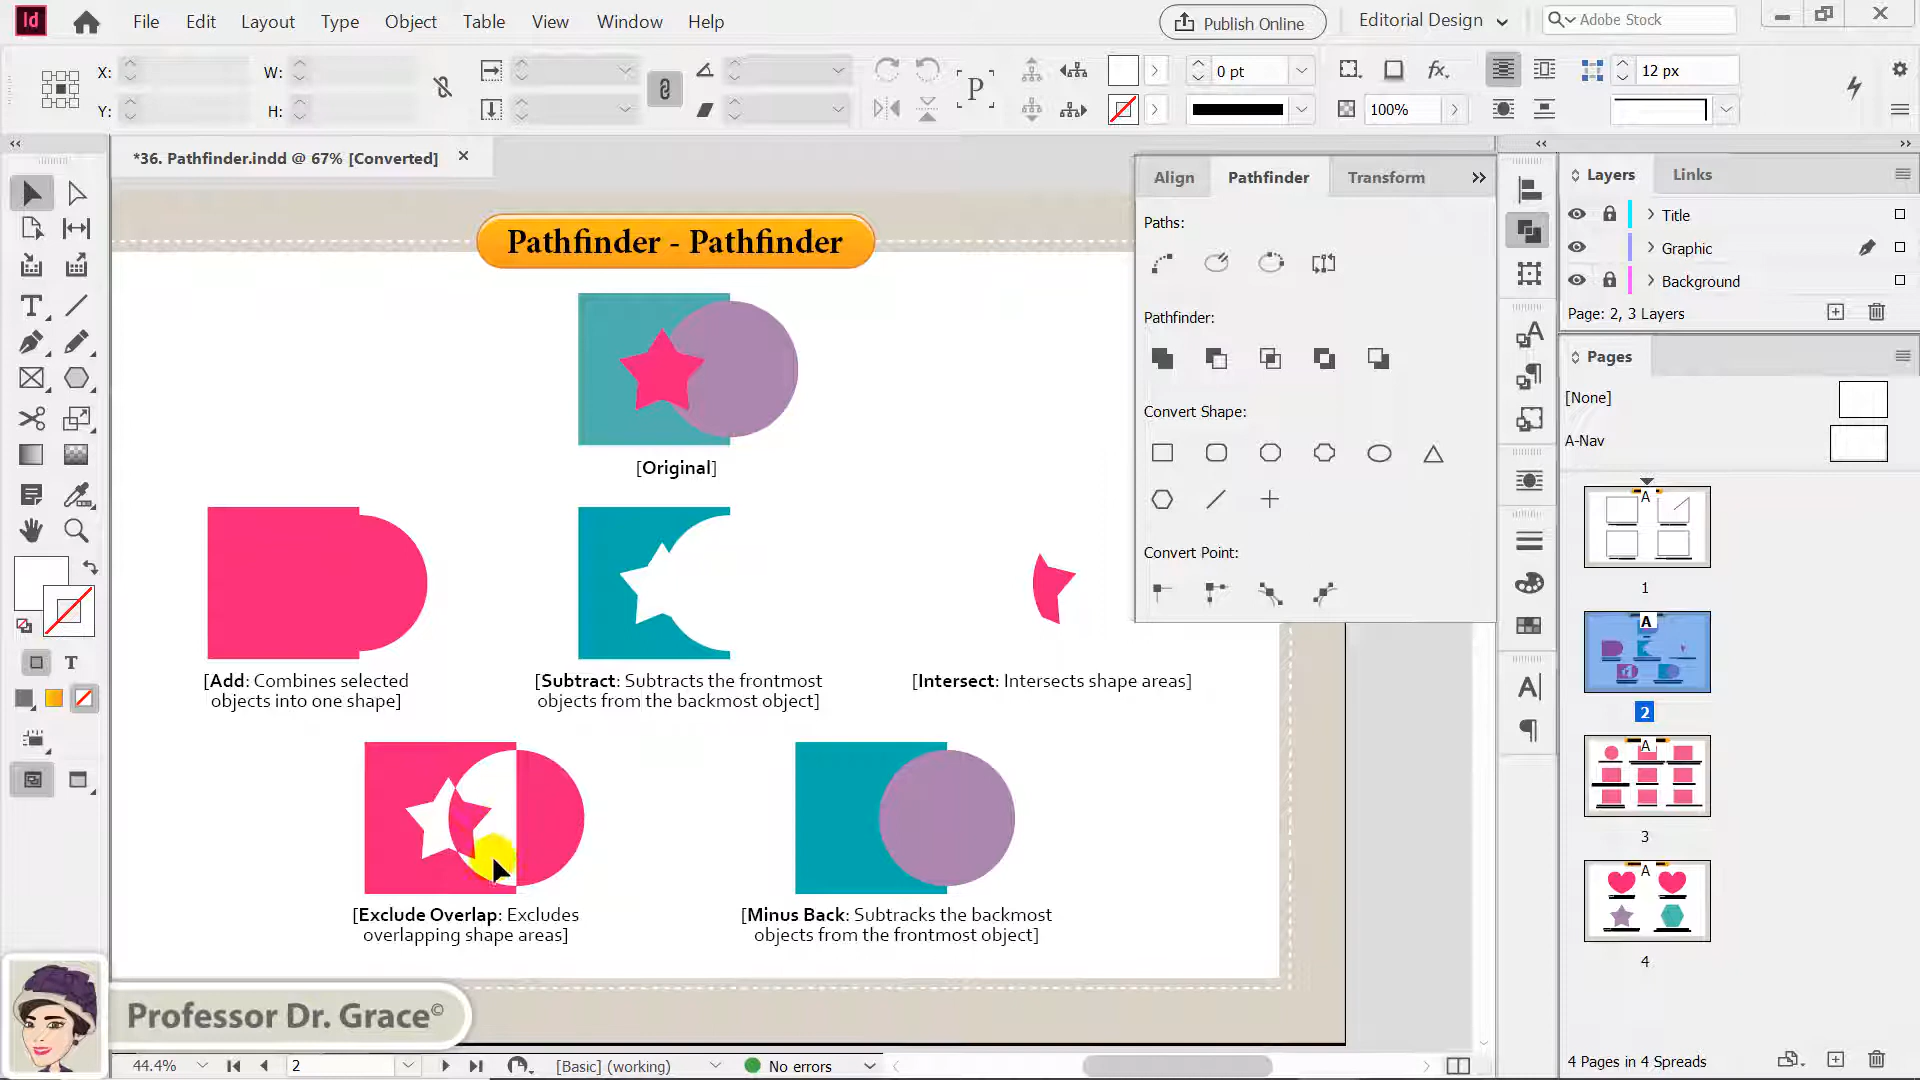 Id
File Edit Layout Type Object Table View Window Help
Publish Online
Editorial Design
Adobe Stock
X: W:
Y: H:
P
0 pt
fx.
12 px
100%
*36. Pathfinder.indd @ 67% [Converted]
Align Pathfinder Transform
Paths:
Pathfinder:
Convert Shape:
Convert Point:
Layers Links
Title
Graphic
Background
Page: 2, 3 Layers
Pages
[None]
A-Nav
A
1
A
2
A
3
A
4
4 Pages in 4 Spreads
Pathfinder - Pathfinder
[Original]
[Add: Combines selected
objects into one shape]
[Subtract: Subtracts the frontmost
objects from the backmost object]
[Intersect: Intersects shape areas]
[Exclude Overlap: Excludes
overlapping shape areas]
[Minus Back: Subtracks the backmost
objects from the frontmost object]
Professor Dr. Grace©
44.4%
2
[Basic] (working)
No errors